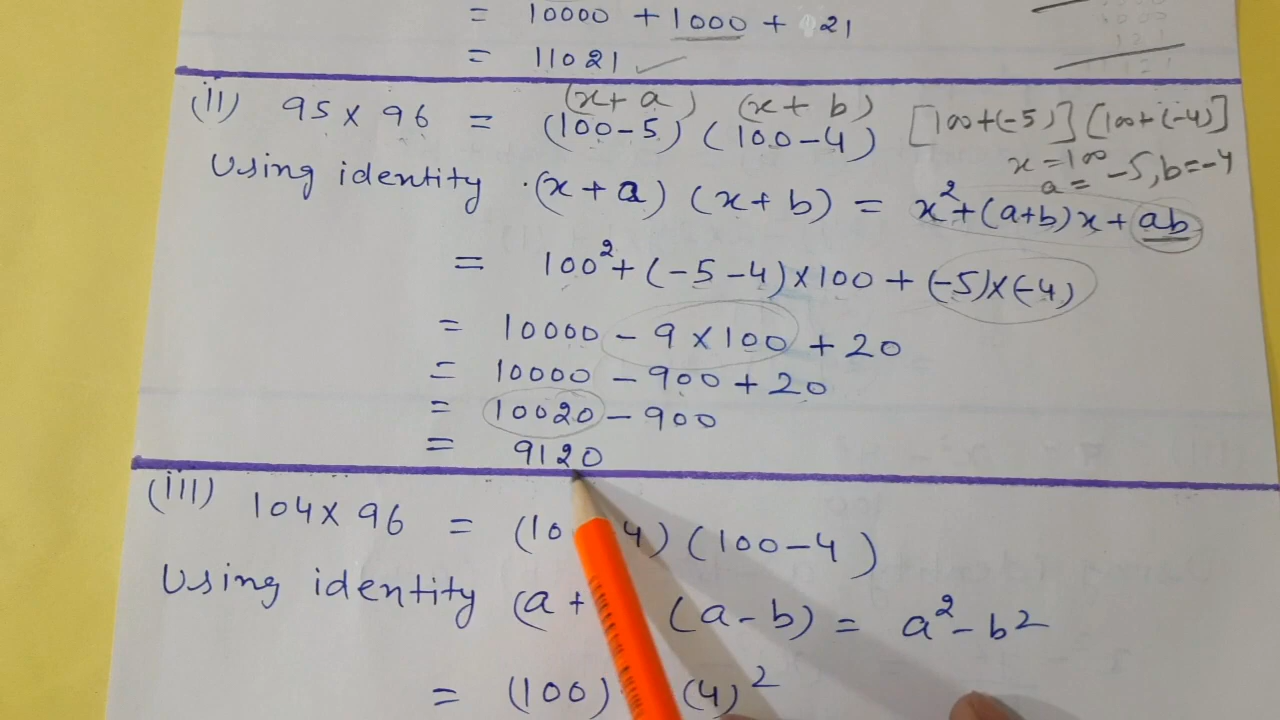 = 10000 + 1000 + 21
= 11021 ✓
(x+a) (x+b)
(ii) 95 x 96 = (100-5) (100-4) [100+(-5)] [100+(-4)]
x=100
a=-5, b=-4
Using identity (x+a) (x+b) = x²+(a+b)x+ab
= 100²+(-5-4)×100+(-5)×(-4)
= 10000 - 9 × 100 + 20
= 10000 - 900 + 20
= 10020 - 900
= 9120
(iii) 104 x 96 = (10 4) (100-4)
Using identity (a+ (a-b) = a²-b²
= (100) (4)²